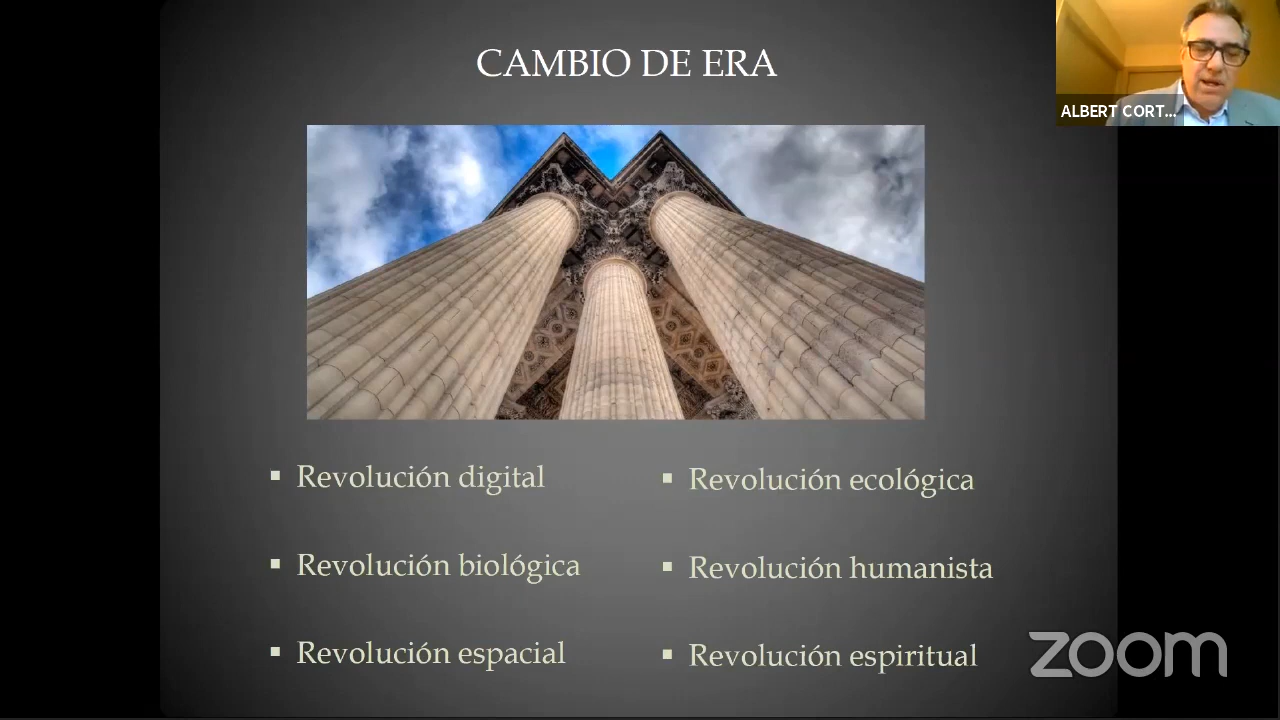 CAMBIO DE ERA
ALBERT CORT...
▪ Revolución digital
▪ Revolución biológica
▪ Revolución espacial
▪ Revolución ecológica
▪ Revolución humanista
▪ Revolución espiritual
zoom